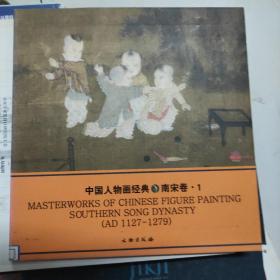 中国人物画经典 南宋卷·1
MASTERWORKS OF CHINESE FIGURE PAINTING
SOUTHERN SONG DYNASTY
(AD 1127-1279)
文物出版社
JIKJI